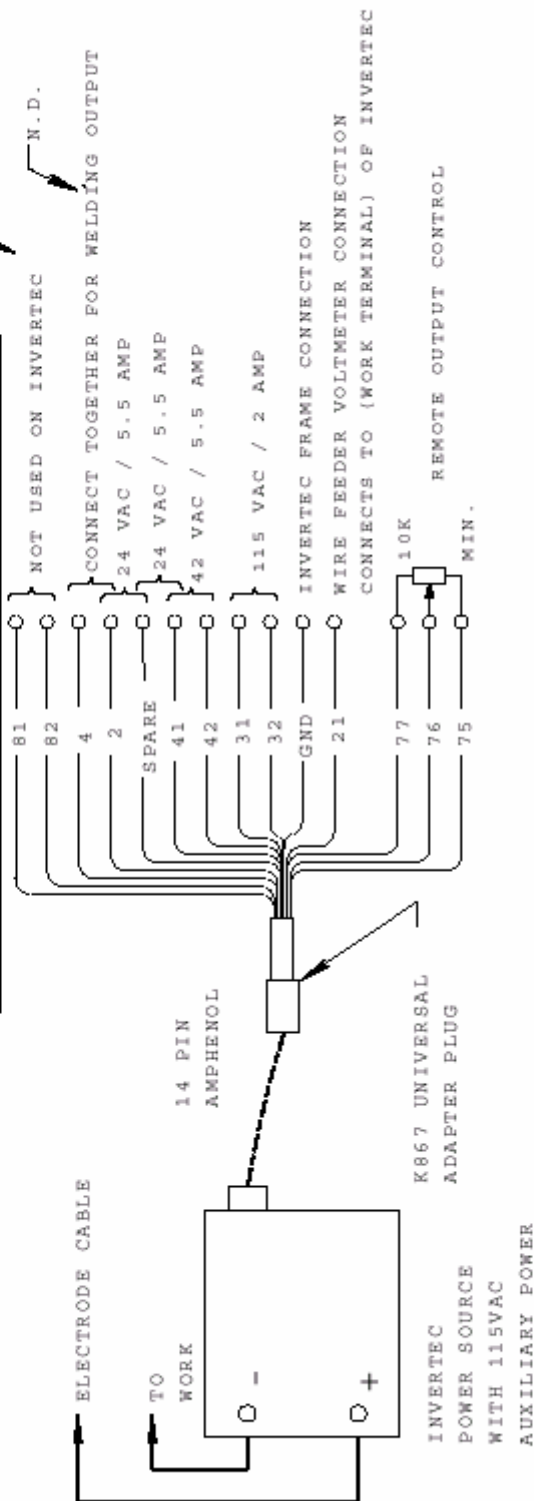 N.D.
81
82
4
2
SPARE
41
42
31
32
GND
21
77
76
75
NOT USED ON INVERTEC
CONNECT TOGETHER FOR WELDING OUTPUT
24 VAC / 5.5 AMP
24 VAC / 5.5 AMP
42 VAC / 5.5 AMP
115 VAC / 2 AMP
INVERTEC FRAME CONNECTION
WIRE FEEDER VOLTMETER CONNECTION
CONNECTS TO (WORK TERMINAL) OF INVERTEC
10K
REMOTE OUTPUT CONTROL
MIN.
14 PIN
AMPHENOL
K867 UNIVERSAL
ADAPTER PLUG
ELECTRODE CABLE
TO
WORK
-
+
INVERTEC
POWER SOURCE
WITH 115VAC
AUXILIARY POWER